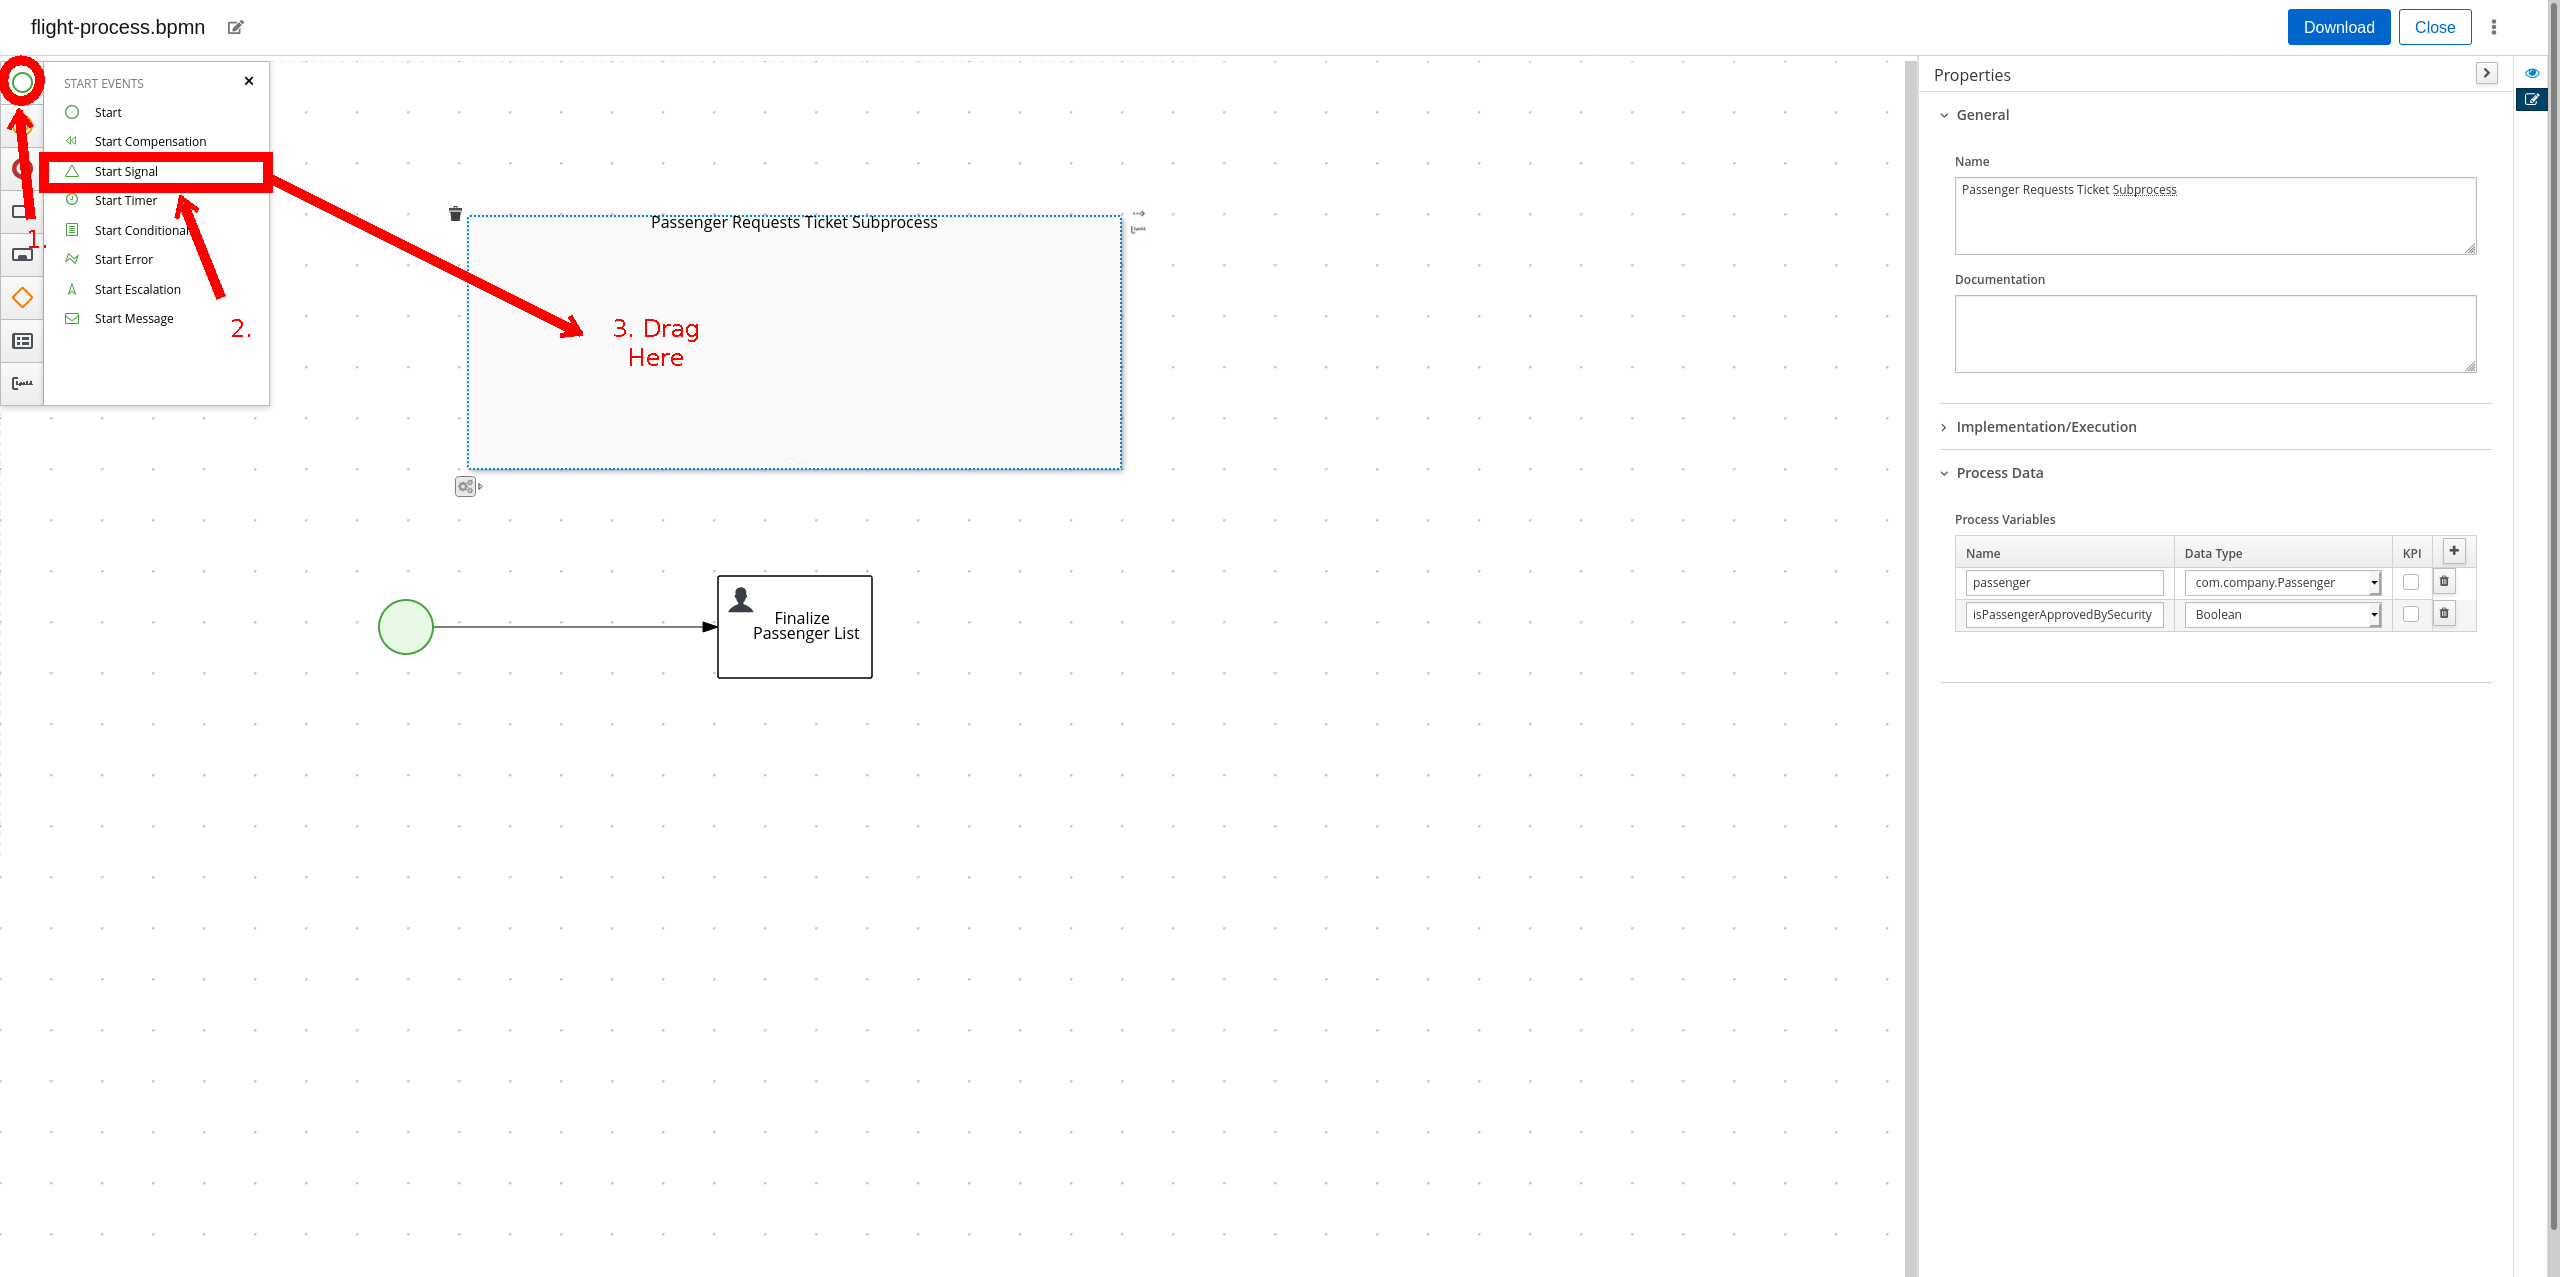 flight-process.bpmn
Download
Close
START EVENTS
Start
Start Compensation
Start Signal
Start Timer
Start Conditional
Start Error
Start Escalation
Start Message
1.
2.
Passenger Requests Ticket Subprocess
3. Drag
Here
Finalize
Passenger List
Properties
General
Name
Passenger Requests Ticket Subprocess
Documentation
Implementation/Execution
Process Data
Process Variables
Name Data Type KPI
passenger com.company.Passenger
isPassengerApprovedBySecurity Boolean